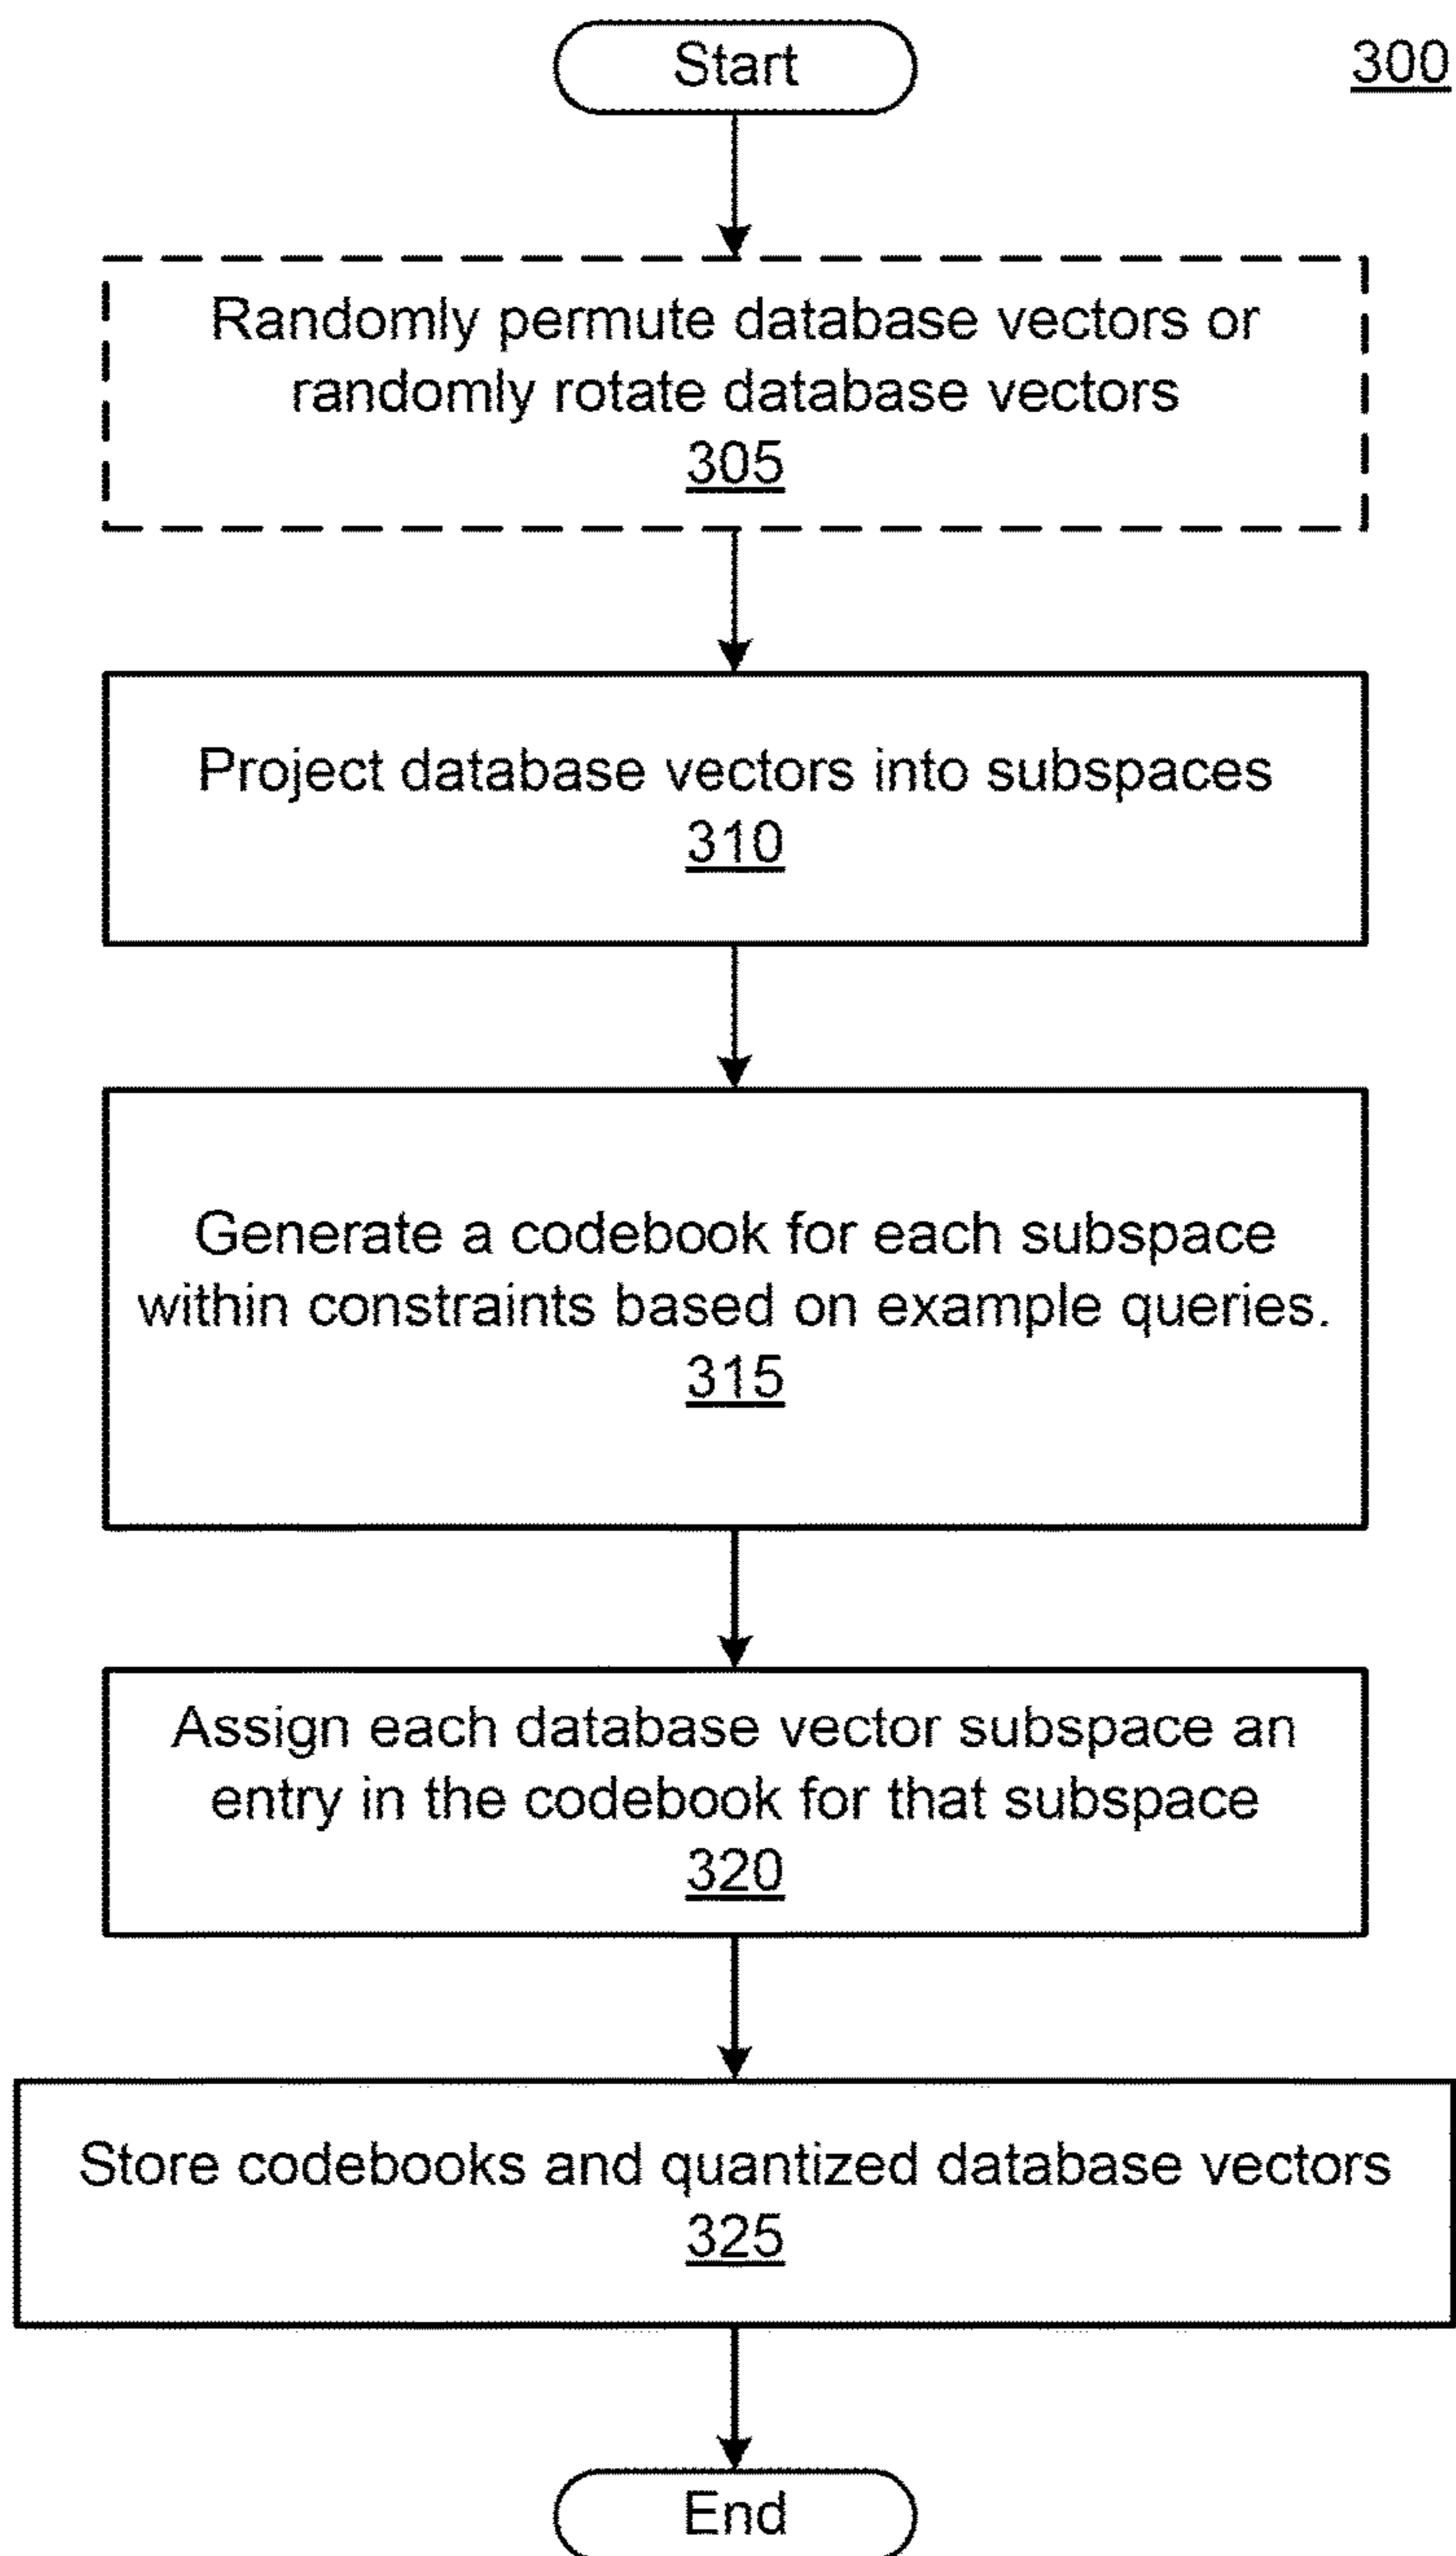 Start
300
Randomly permute database vectors or
randomly rotate database vectors
305
Project database vectors into subspaces
310
Generate a codebook for each subspace
within constraints based on example queries.
315
Assign each database vector subspace an
entry in the codebook for that subspace
320
Store codebooks and quantized database vectors
325
End